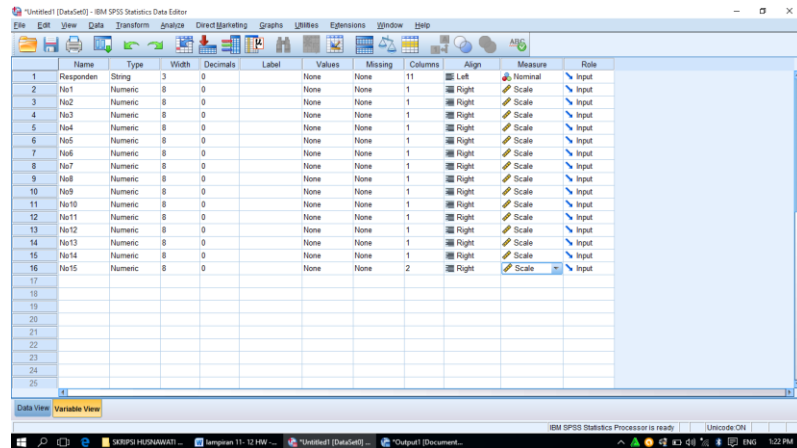 *Untitled1 [DataSet0] - IBM SPSS Statistics Data Editor
File Edit View Data Transform Analyze Direct Marketing Graphs Utilities Extensions Window Help
Name Type Width Decimals Label Values Missing Columns Align Measure Role
1 Responden String 3 0 None None 11 Left Nominal Input
2 No1 Numeric 8 0 None None 1 Right Scale Input
3 No2 Numeric 8 0 None None 1 Right Scale Input
4 No3 Numeric 8 0 None None 1 Right Scale Input
5 No4 Numeric 8 0 None None 1 Right Scale Input
6 No5 Numeric 8 0 None None 1 Right Scale Input
7 No6 Numeric 8 0 None None 1 Right Scale Input
8 No7 Numeric 8 0 None None 1 Right Scale Input
9 No8 Numeric 8 0 None None 1 Right Scale Input
10 No9 Numeric 8 0 None None 1 Right Scale Input
11 No10 Numeric 8 0 None None 1 Right Scale Input
12 No11 Numeric 8 0 None None 1 Right Scale Input
13 No12 Numeric 8 0 None None 1 Right Scale Input
14 No13 Numeric 8 0 None None 1 Right Scale Input
15 No14 Numeric 8 0 None None 1 Right Scale Input
16 No15 Numeric 8 0 None None 2 Right Scale Input
17
18
19
20
21
22
23
24
25
Data View Variable View
IBM SPSS Statistics Processor is ready Unicode:ON
SKRIPSI HUSNAWATI ... lampiran 11- 12 HW -... *Untitled1 [DataSet0] ... *Output1 [Document... ENG 1:22 PM